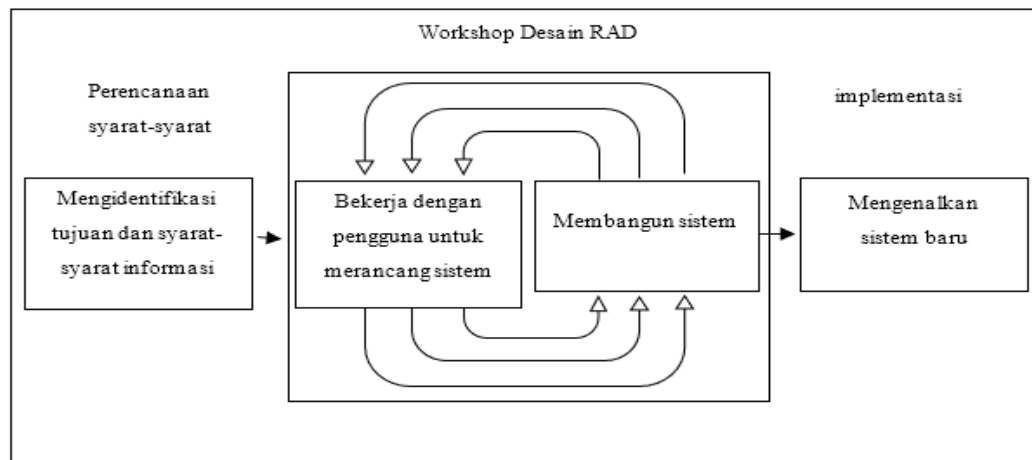 Workshop Desain RAD
Perencanaan
syarat-syarat
implementasi
Mengidentifikasi
tujuan dan syarat-
syarat informasi
Bekerja dengan
pengguna untuk
merancang sistem
Membangun sistem
Mengenalkan
sistem baru